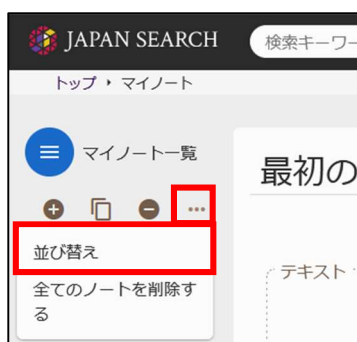 JAPAN SEARCH
検索キーワー
トップ ・ マイノート
マイノート一覧
最初の
並び替え
全てのノートを削除す
る
テキスト